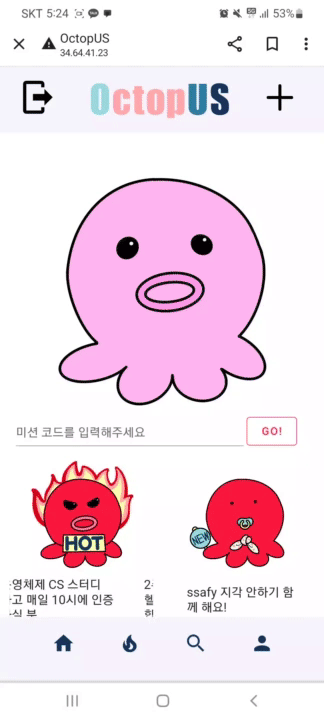 SKT 5:24
53%
OctopUS
34.64.41.23
OctopUS
미션 코드를 입력해주세요
GO!
HOT
NEW
영체제 CS 스터디
고 매일 10시에 인증
ssafy 지각 안하기 함
께 해요!